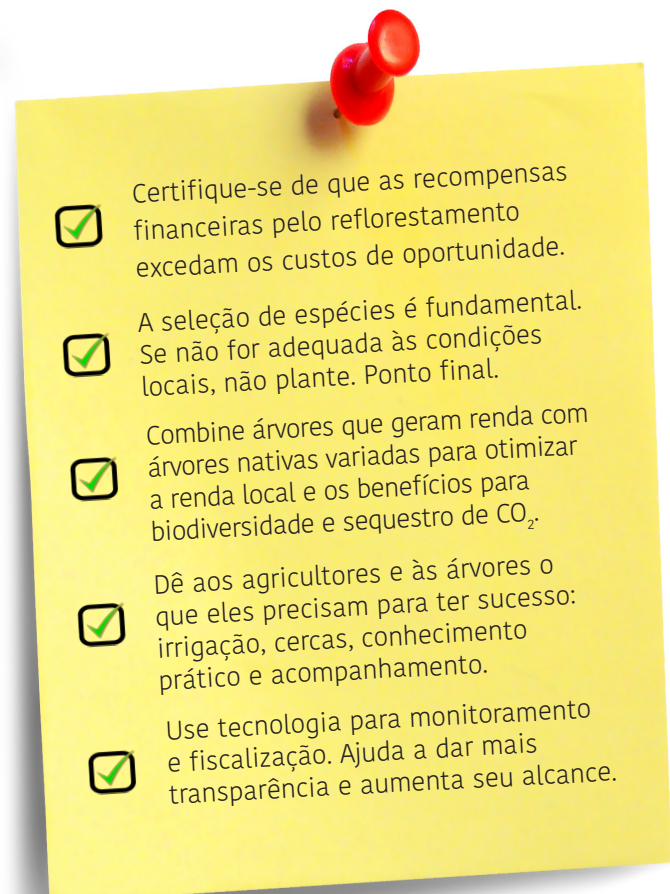 Certifique-se de que as recompensas
financeiras pelo reflorestamento
excedam os custos de oportunidade.
A seleção de espécies é fundamental.
Se não for adequada às condições
locais, não plante. Ponto final.
Combine árvores que geram renda com
árvores nativas variadas para otimizar
a renda local e os benefícios para
biodiversidade e sequestro de CO₂.
Dê aos agricultores e às árvores o
que eles precisam para ter sucesso:
irrigação, cercas, conhecimento
prático e acompanhamento.
Use tecnologia para monitoramento
e fiscalização. Ajuda a dar mais
transparência e aumenta seu alcance.